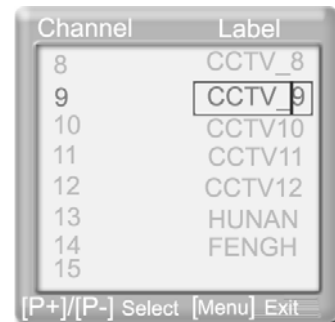 Channel Label
8 CCTV_8
9 CCTV_9
10 CCTV10
11 CCTV11
12 CCTV12
13 HUNAN
14 FENGH
15
[P+]/[P-] Select [Menu] Exit